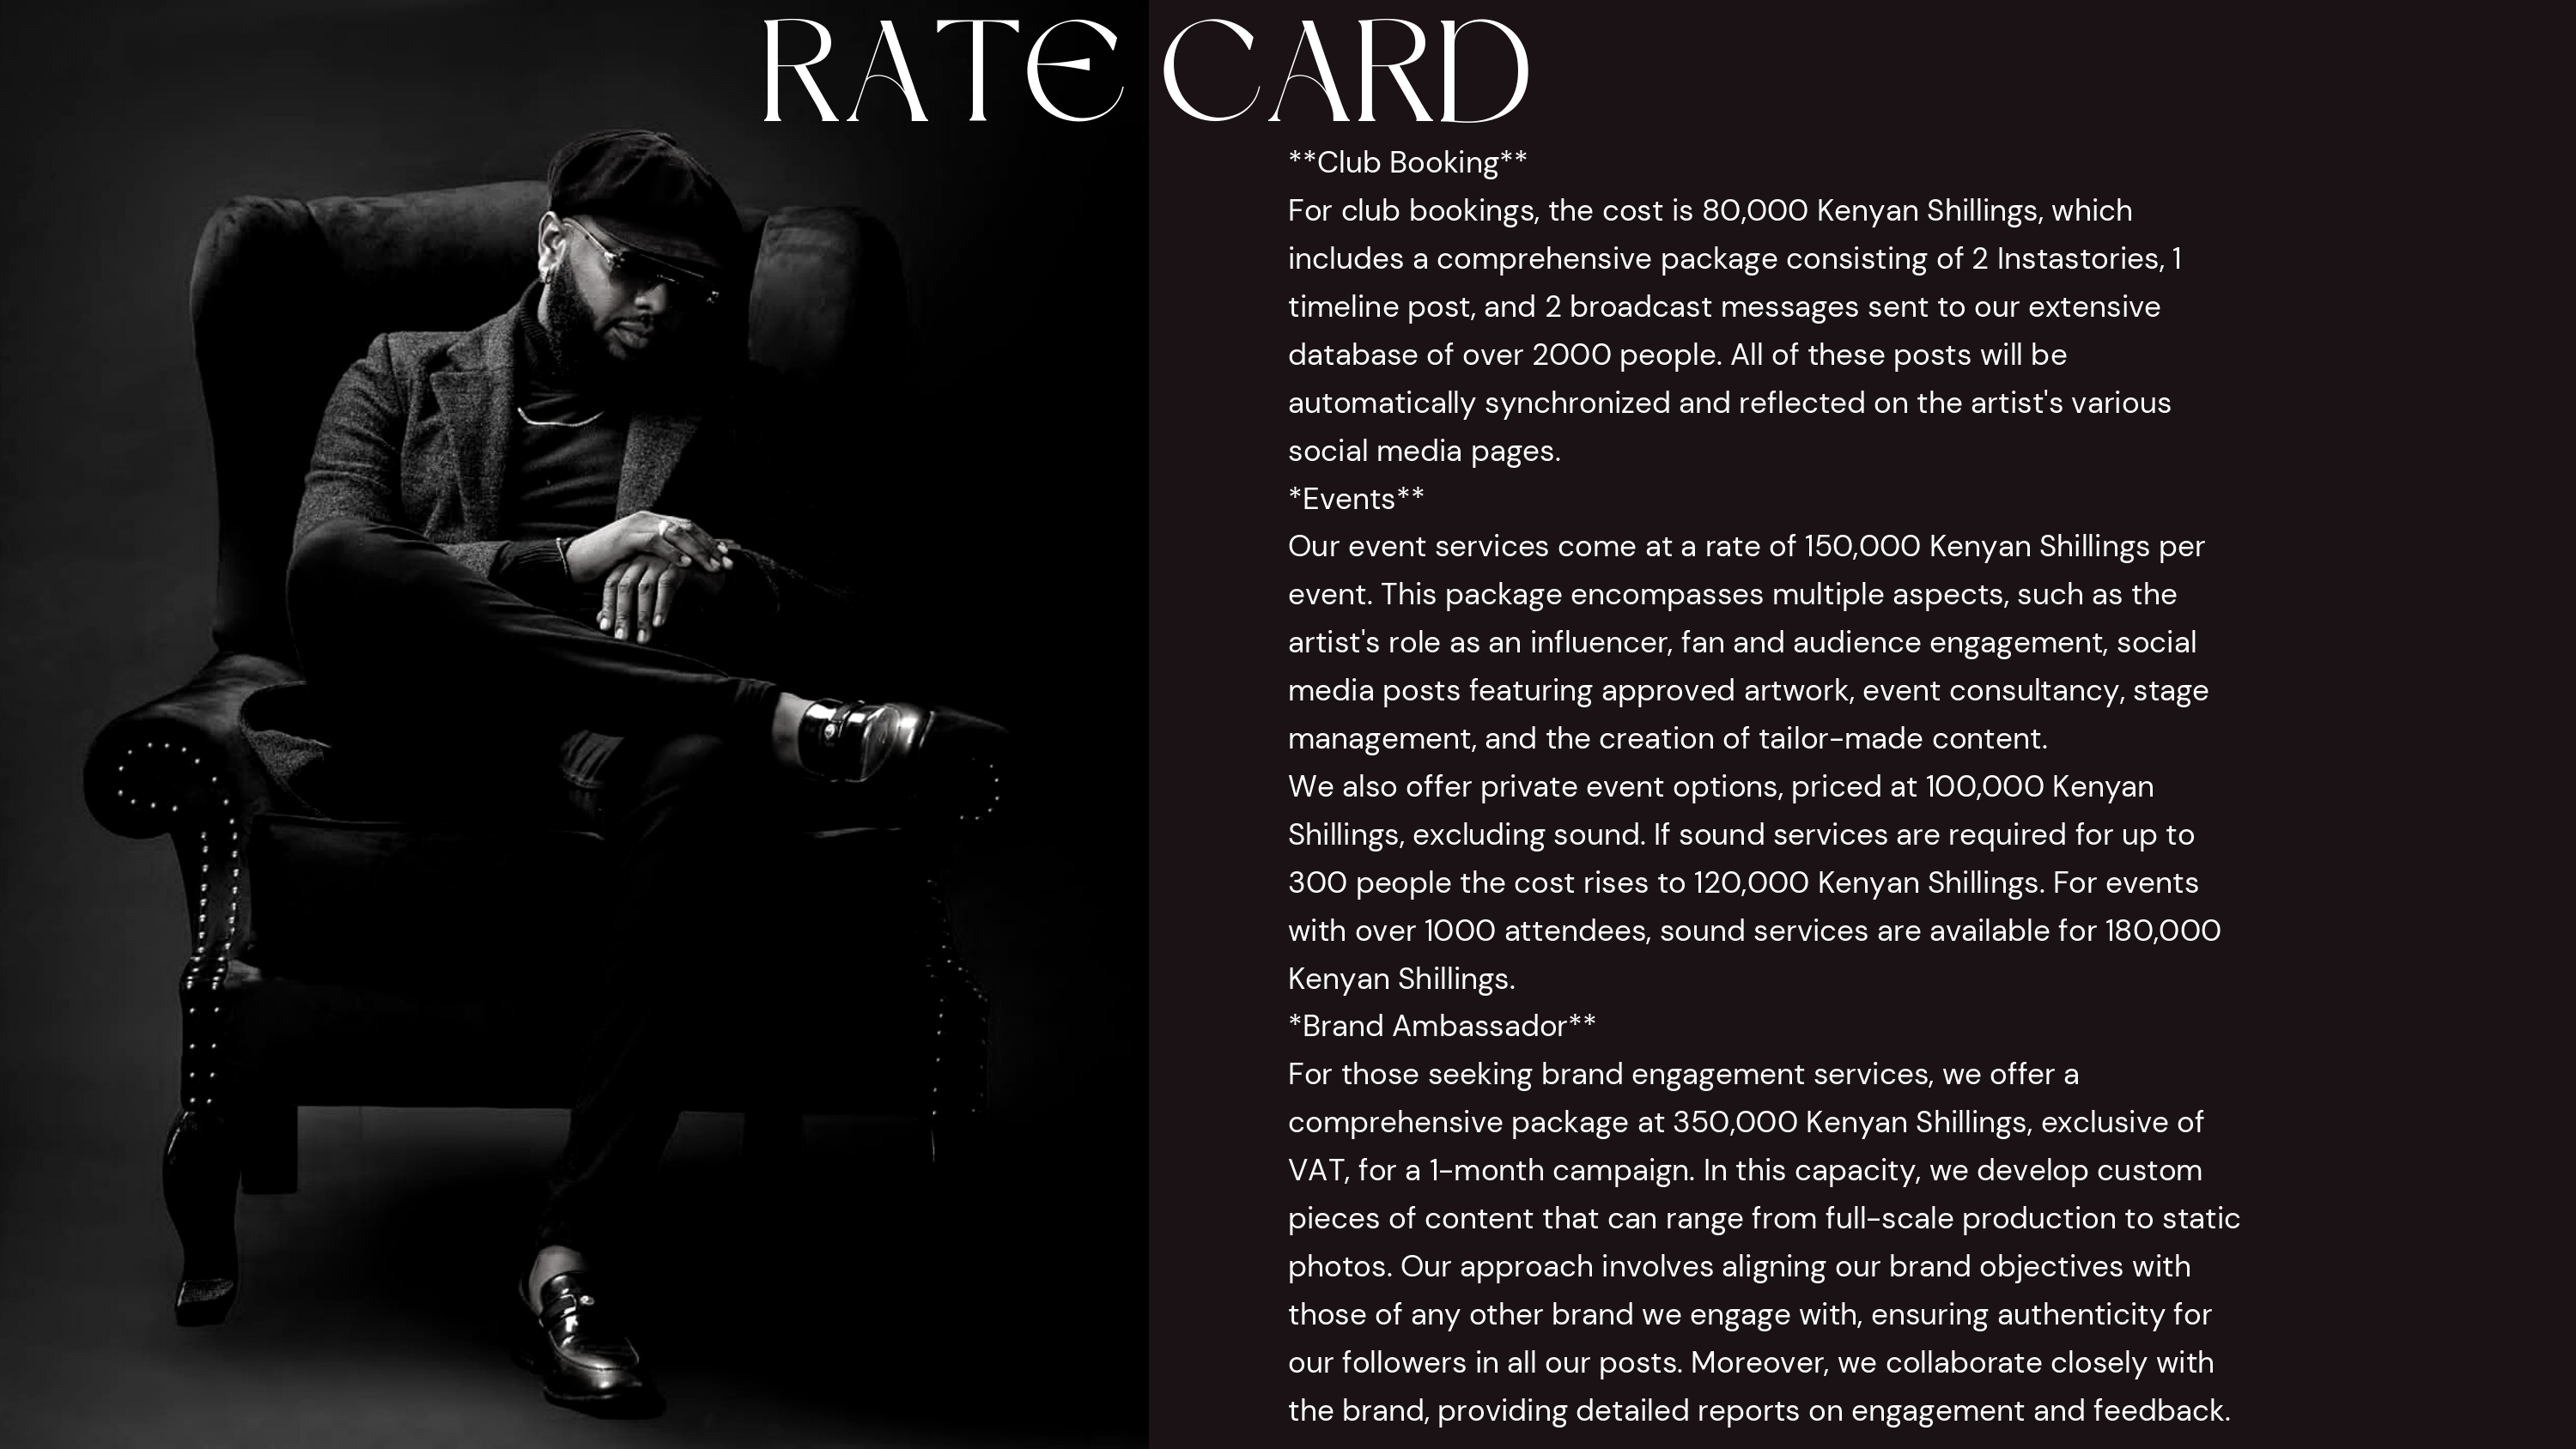 RATE CARD
**Club Booking**
For club bookings, the cost is 80,000 Kenyan Shillings, which
includes a comprehensive package consisting of 2 Instastories, 1
timeline post, and 2 broadcast messages sent to our extensive
database of over 2000 people. All of these posts will be
automatically synchronized and reflected on the artist's various
social media pages.
*Events**
Our event services come at a rate of 150,000 Kenyan Shillings per
event. This package encompasses multiple aspects, such as the
artist's role as an influencer, fan and audience engagement, social
media posts featuring approved artwork, event consultancy, stage
management, and the creation of tailor-made content.
We also offer private event options, priced at 100,000 Kenyan
Shillings, excluding sound. If sound services are required for up to
300 people the cost rises to 120,000 Kenyan Shillings. For events
with over 1000 attendees, sound services are available for 180,000
Kenyan Shillings.
*Brand Ambassador**
For those seeking brand engagement services, we offer a
comprehensive package at 350,000 Kenyan Shillings, exclusive of
VAT, for a 1-month campaign. In this capacity, we develop custom
pieces of content that can range from full-scale production to static
photos. Our approach involves aligning our brand objectives with
those of any other brand we engage with, ensuring authenticity for
our followers in all our posts. Moreover, we collaborate closely with
the brand, providing detailed reports on engagement and feedback.